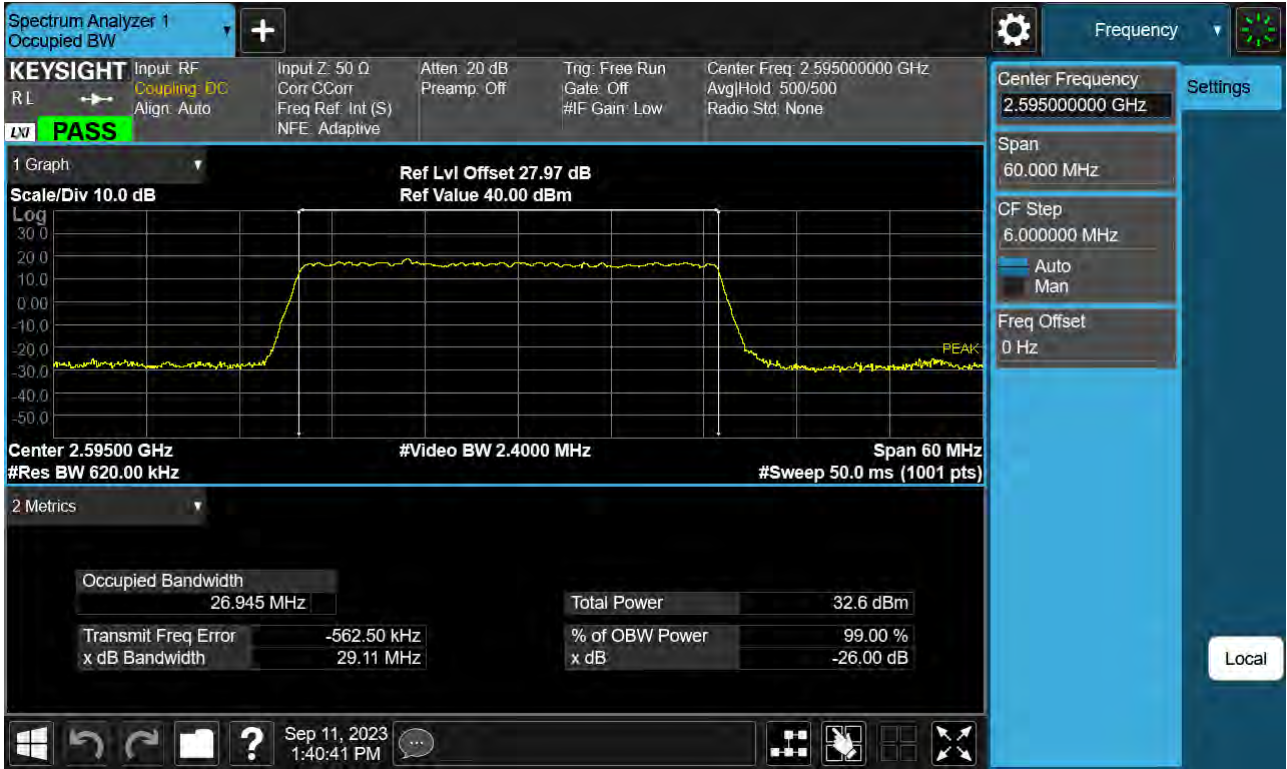 Spectrum Analyzer 1
Occupied BW
Frequency
KEYSIGHT
RL
LXI PASS
Input: RF
Coupling: DC
Align: Auto
Input Z: 50 Ω
Corr CCorr
Freq Ref: Int (S)
NFE: Adaptive
Atten: 20 dB
Preamp: Off
Trig: Free Run
Gate: Off
#IF Gain: Low
Center Freq: 2.595000000 GHz
Avg|Hold: 500/500
Radio Std: None
Center Frequency
2.595000000 GHz
Settings
Span
60.000 MHz
CF Step
6.000000 MHz
Auto
Man
Freq Offset
0 Hz
Local
1 Graph
Scale/Div 10.0 dB
Ref Lvl Offset 27.97 dB
Ref Value 40.00 dBm
Log
30.0
20.0
10.0
0.00
-10.0
-20.0
-30.0
-40.0
-50.0
PEAK
Center 2.59500 GHz
#Res BW 620.00 kHz
#Video BW 2.4000 MHz
Span 60 MHz
#Sweep 50.0 ms (1001 pts)
2 Metrics
Occupied Bandwidth
26.945 MHz
Transmit Freq Error -562.50 kHz
x dB Bandwidth 29.11 MHz
Total Power 32.6 dBm
% of OBW Power 99.00 %
x dB -26.00 dB
?
Sep 11, 2023
1:40:41 PM